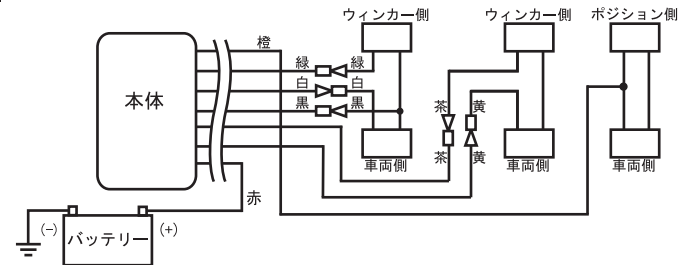 ウィンカー側
ウィンカー側
ポジション側
橙
本体
緑
緑
白
白
黒
黒
茶
黄
茶
黄
車両側
車両側
車両側
赤
(−)
バッテリー
(+)